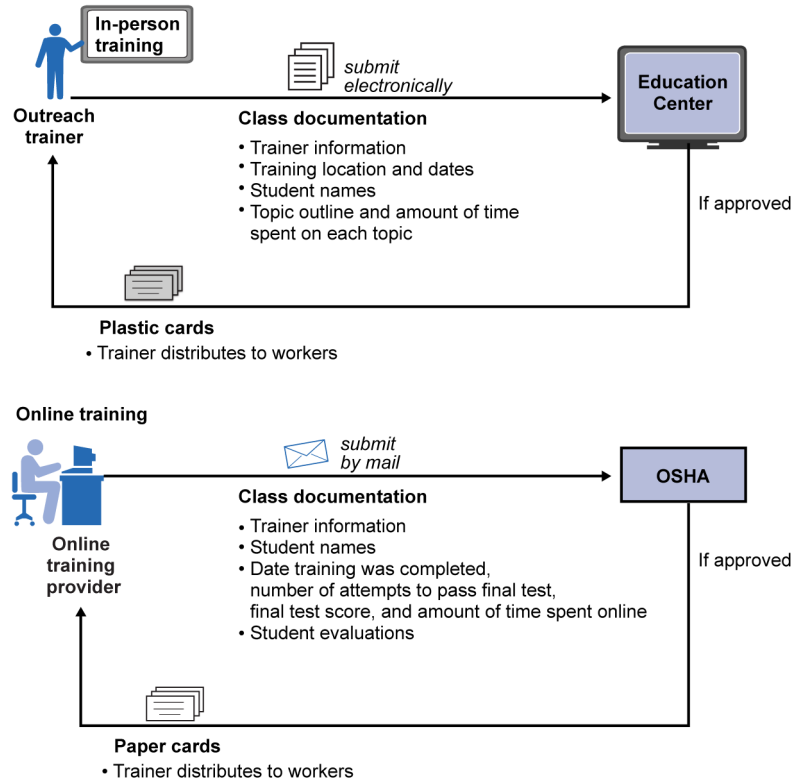 In-person
training
submit
electronically
Education
Center
Outreach
trainer
Class documentation
• Trainer information
• Training location and dates
• Student names
• Topic outline and amount of time
spent on each topic
If approved
Plastic cards
• Trainer distributes to workers
Online training
submit
by mail
OSHA
Class documentation
• Trainer information
• Student names
• Date training was completed,
number of attempts to pass final test,
final test score, and amount of time spent online
• Student evaluations
Online
training
provider
If approved
Paper cards
• Trainer distributes to workers